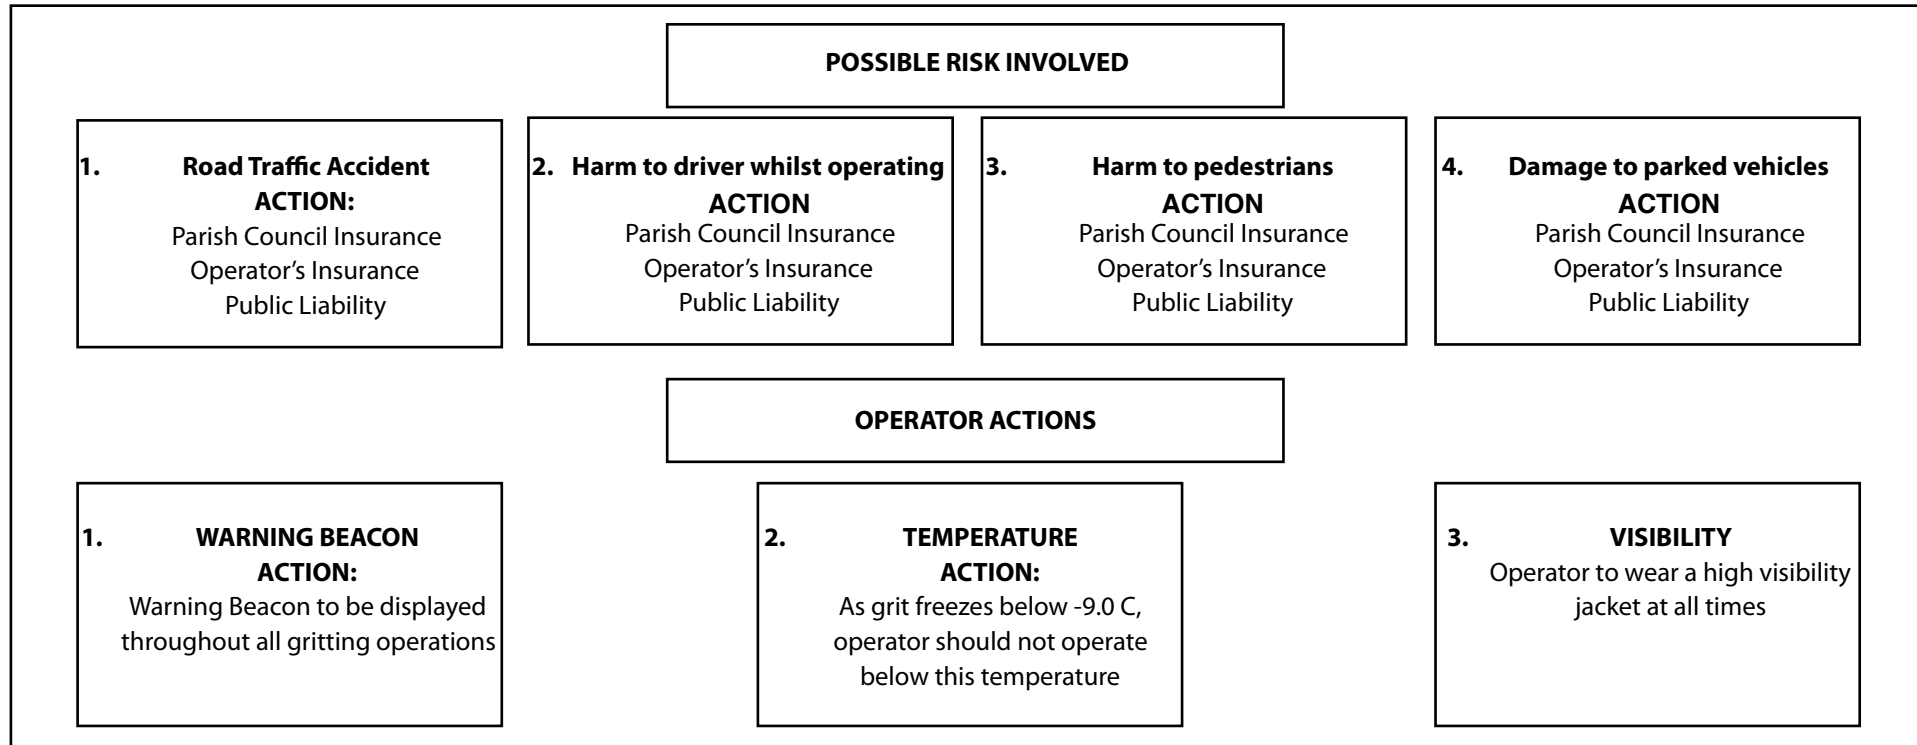 POSSIBLE RISK INVOLVED
1. Road Traffic Accident
ACTION:
Parish Council Insurance
Operator’s Insurance
Public Liability
2. Harm to driver whilst operating
ACTION
Parish Council Insurance
Operator’s Insurance
Public Liability
3. Harm to pedestrians
ACTION
Parish Council Insurance
Operator’s Insurance
Public Liability
4. Damage to parked vehicles
ACTION
Parish Council Insurance
Operator’s Insurance
Public Liability
OPERATOR ACTIONS
1. WARNING BEACON
ACTION:
Warning Beacon to be displayed
throughout all gritting operations
2. TEMPERATURE
ACTION:
As grit freezes below -9.0 C,
operator should not operate
below this temperature
3. VISIBILITY
Operator to wear a high visibility
jacket at all times